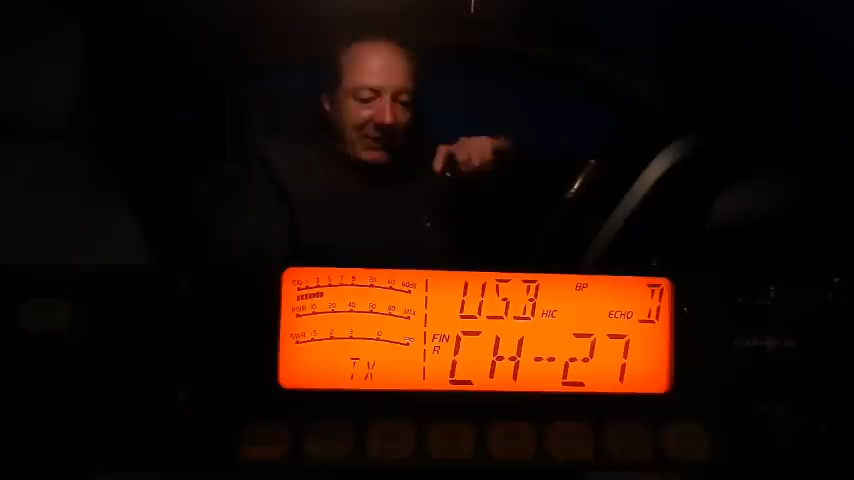 USB HIC BP ECHO D
SIG 1 3 5 7 9 20 40 60dB
PWR 10 20 40 60 80 MAX
SWR 1.5 2 3 10 ∞
FIN
R
CH-27
TX